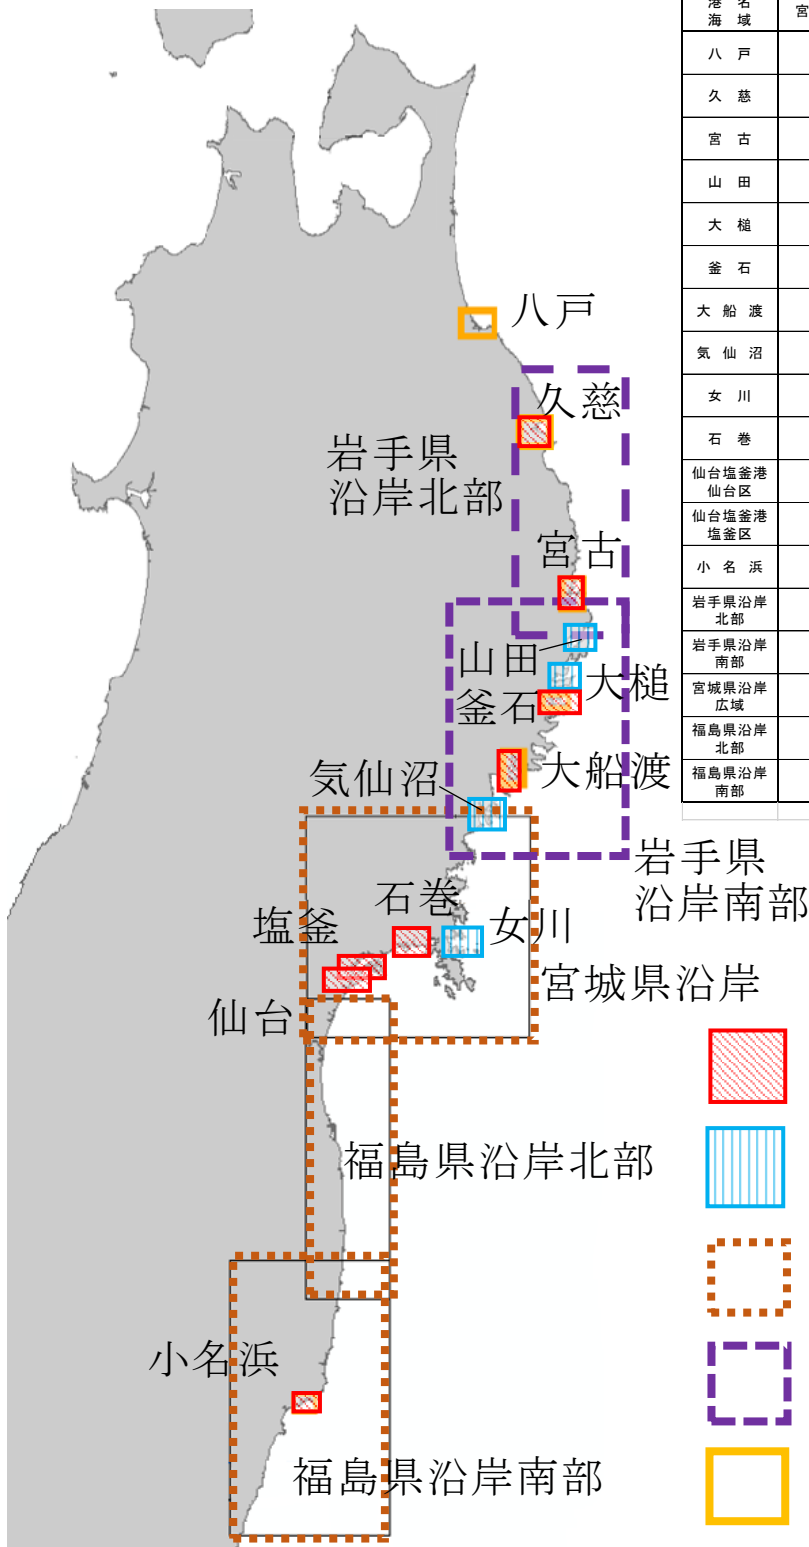 港 名
海 域
宮
八 戸
久 慈
宮 古
山 田
大 槌
釜 石
大 船 渡
気 仙 沼
女 川
石 巻
仙台塩釜港
仙台区
仙台塩釜港
塩釜区
小 名 浜
岩手県沿岸
北部
岩手県沿岸
南部
宮城県沿岸
広域
福島県沿岸
北部
福島県沿岸
南部
八戸
久慈
岩手県
沿岸北部
宮古
山田
大槌
釜石
大船渡
気仙沼
岩手県
沿岸南部
石巻
塩釜
女川
宮城県沿岸
仙台
福島県沿岸北部
小名浜
福島県沿岸南部